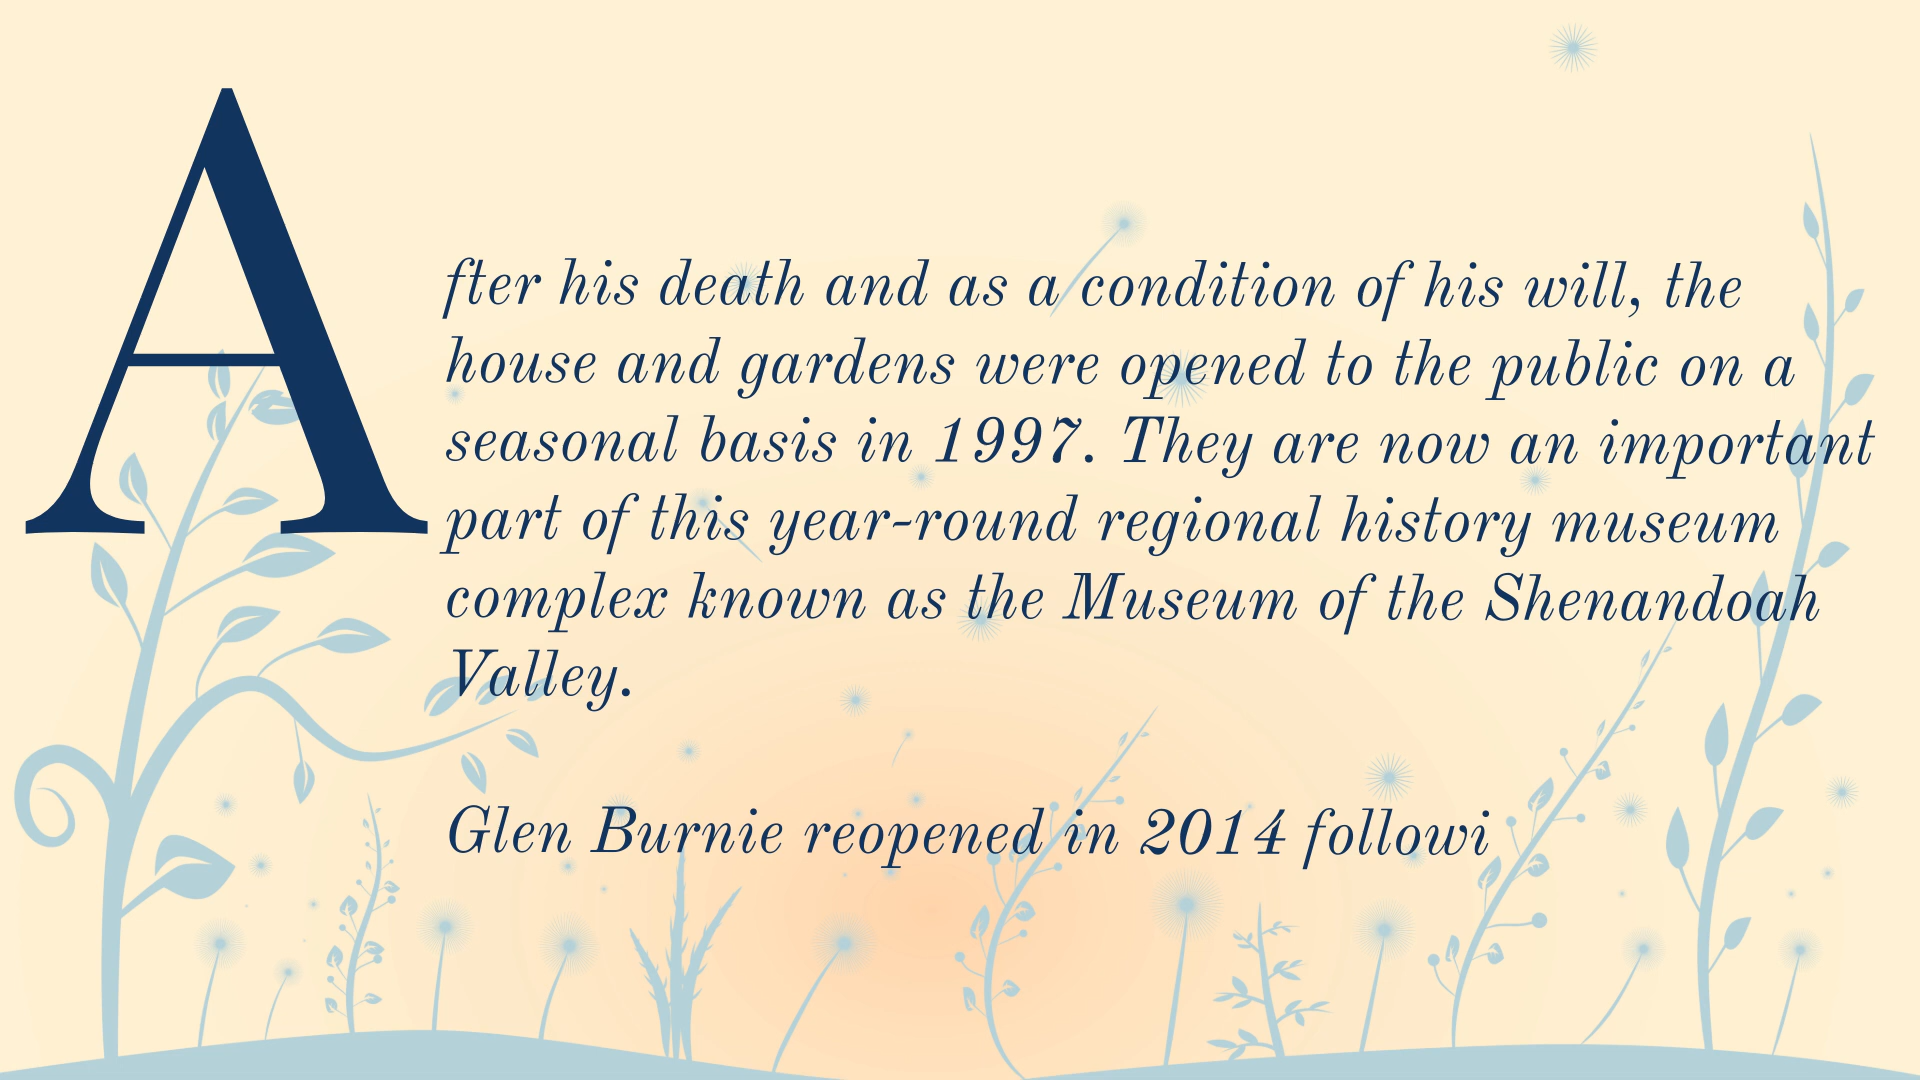 After his death and as a condition of his will, the
house and gardens were opened to the public on a
seasonal basis in 1997. They are now an important
part of this year-round regional history museum
complex known as the Museum of the Shenandoah
Valley.
Glen Burnie reopened in 2014 followi